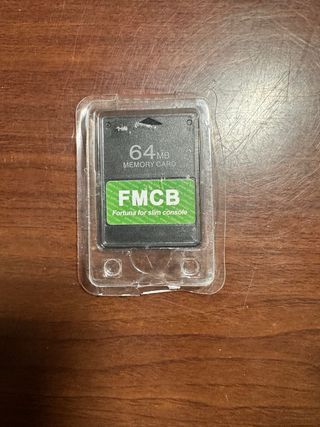 64MB
MEMORY CARD
FMCB
Fortuna for slim console